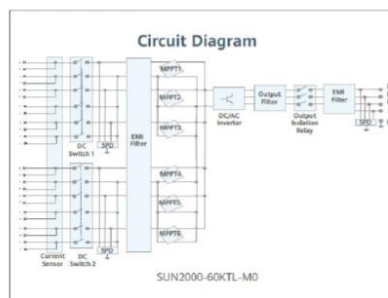 Circuit Diagram
MPPT1
MPPT2
MPPT3
MPPT4
MPPT5
MPPT6
EMI
Filter
DC
Switch 1
SPD
DC/AC
Inverter
Output
Filter
Output
Isolation
Relay
EMI
Filter
SPD
Current
Sensor
DC
Switch 2
SPD
SUN2000-60KTL-M0